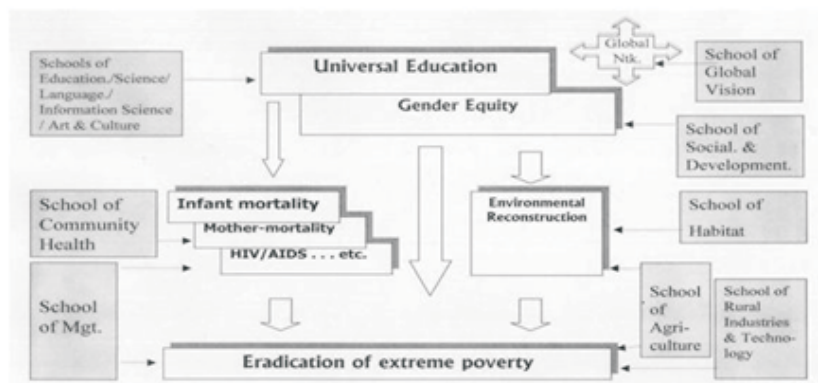 Schools of
Education./Science/
Language./
Information Science
/ Art & Culture
Universal Education
Gender Equity
Global
Ntk.
School of
Global
Vision
School of
Social. &
Development.
School of
Community
Health
Infant mortality
Mother-mortality
HIV/AIDS . . . etc.
Environmental
Reconstruction
School of
Habitat
School
of Mgt.
School
of
Agri-
culture
School of
Rural
Industries
& Techno-
logy
Eradication of extreme poverty